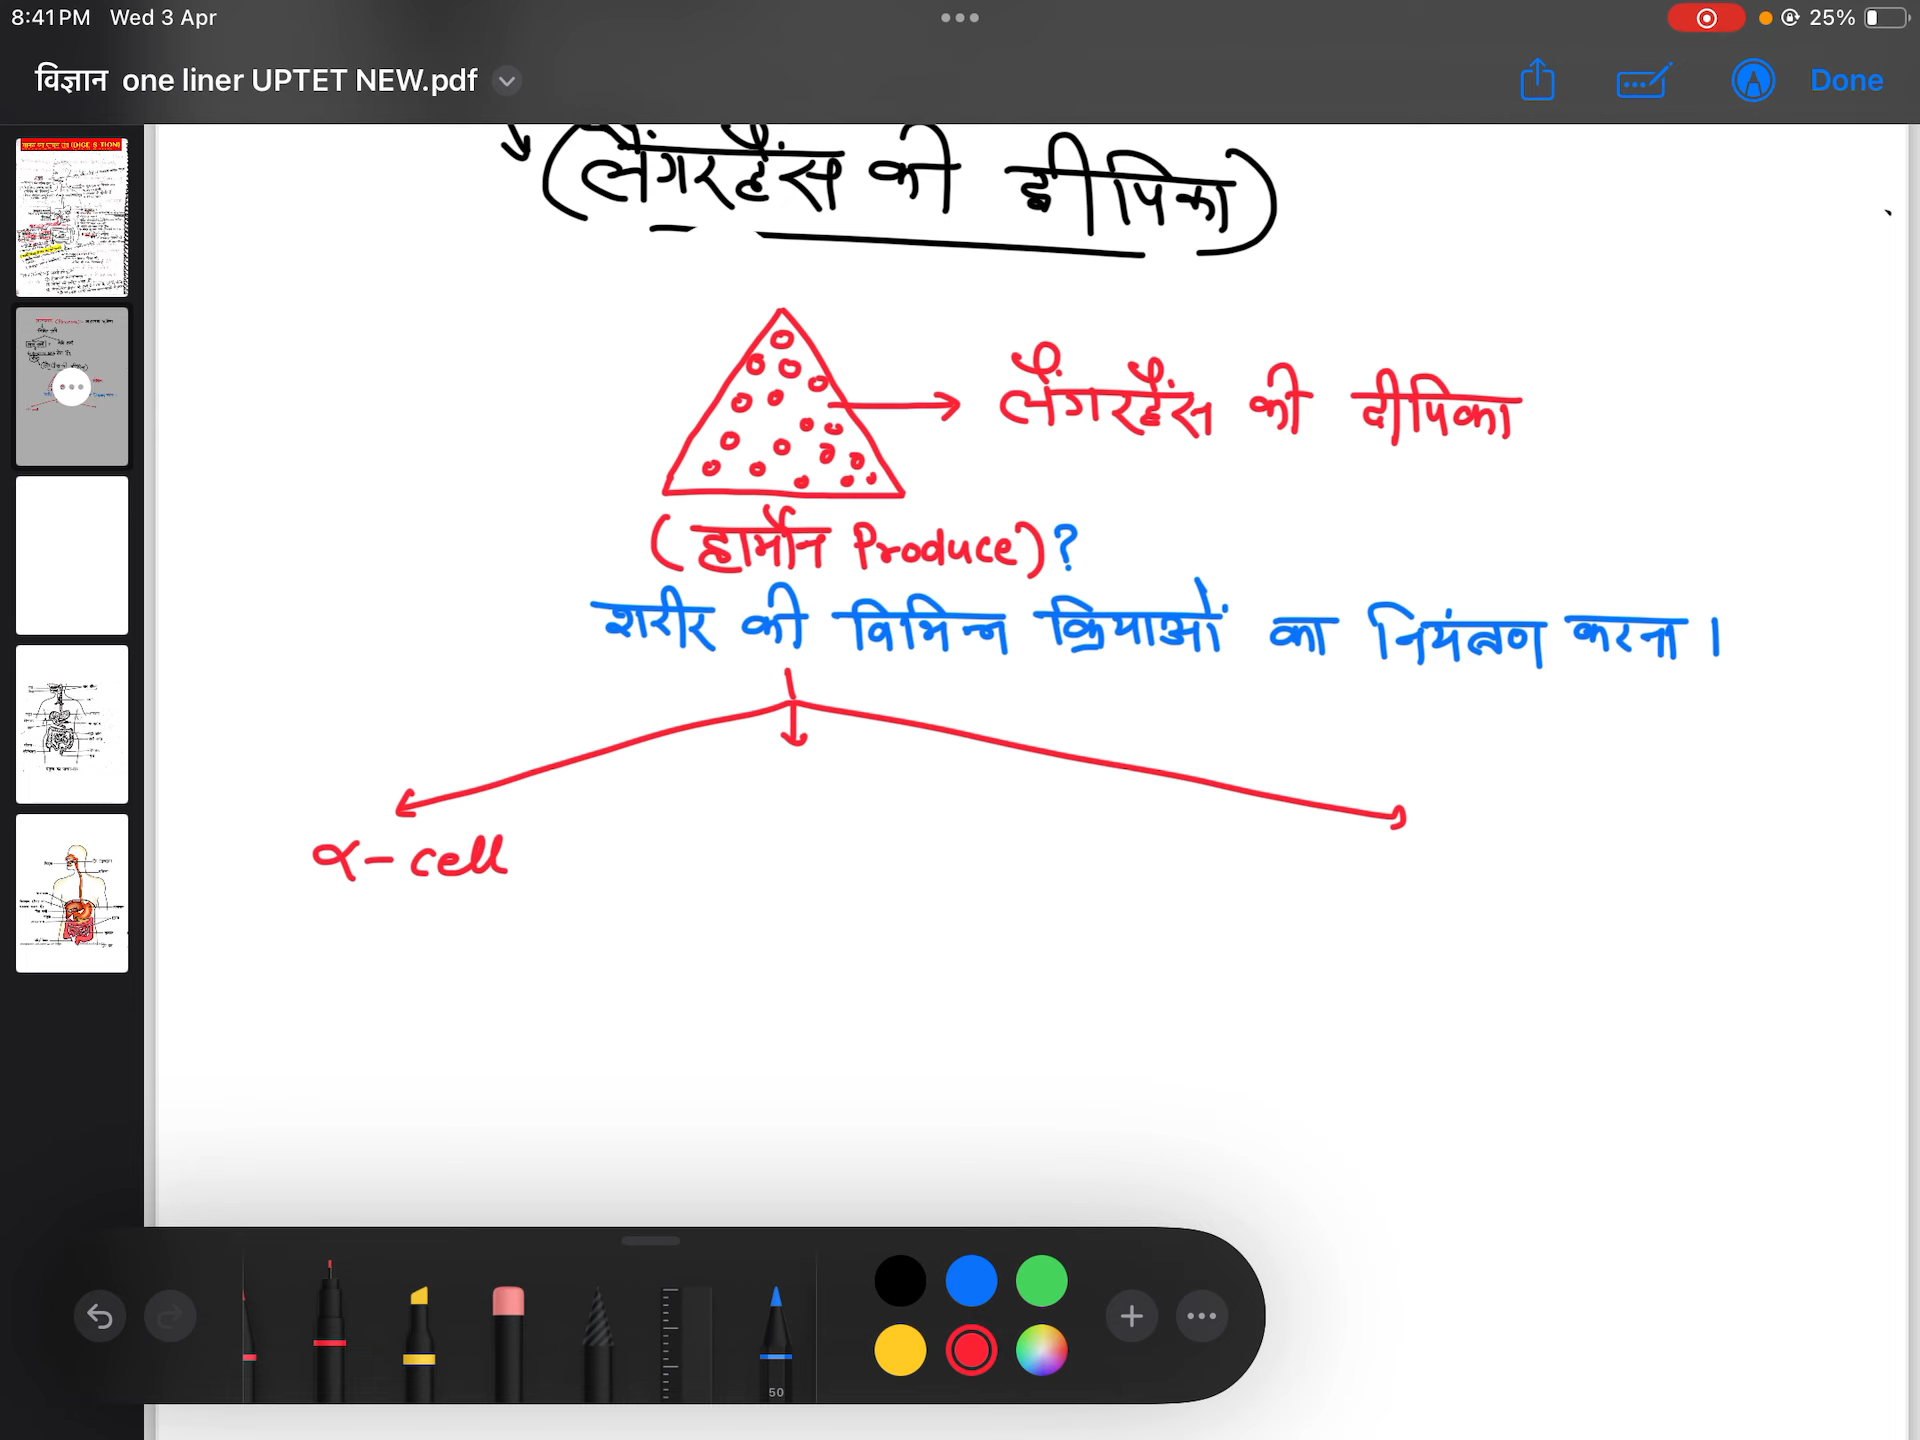 8:41 PM Wed 3 Apr
25%
विज्ञान one liner UPTET NEW.pdf
Done
(लैंगरहैंस की द्वीपिका)
लैंगरहैंस की दीपिका
(हार्मोन Produce)?
शरीर की विभिन्न क्रियाओं का नियंत्रण करना।
α-cell
50